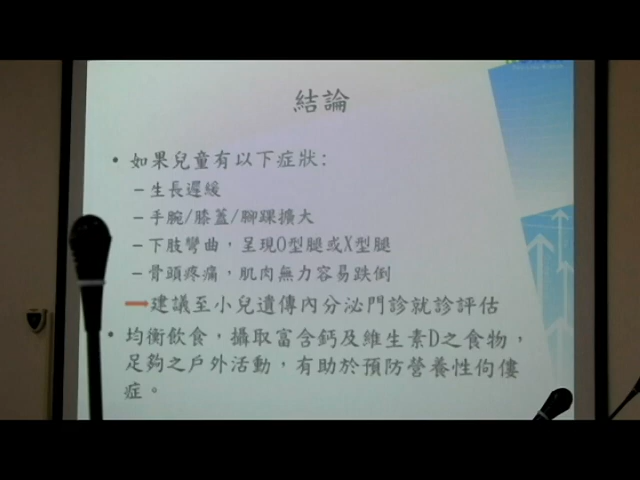 結論
• 如果兒童有以下症狀:
– 生長遲緩
– 手腕/膝蓋/腳踝擴大
– 下肢彎曲，呈現O型腿或X型腿
– 骨頭疼痛，肌肉無力容易跌倒
建議至小兒遺傳內分泌門診就診評估
• 均衡飲食，攝取富含鈣及維生素D之食物，
足夠之戶外活動，有助於預防營養性佝僂
症。